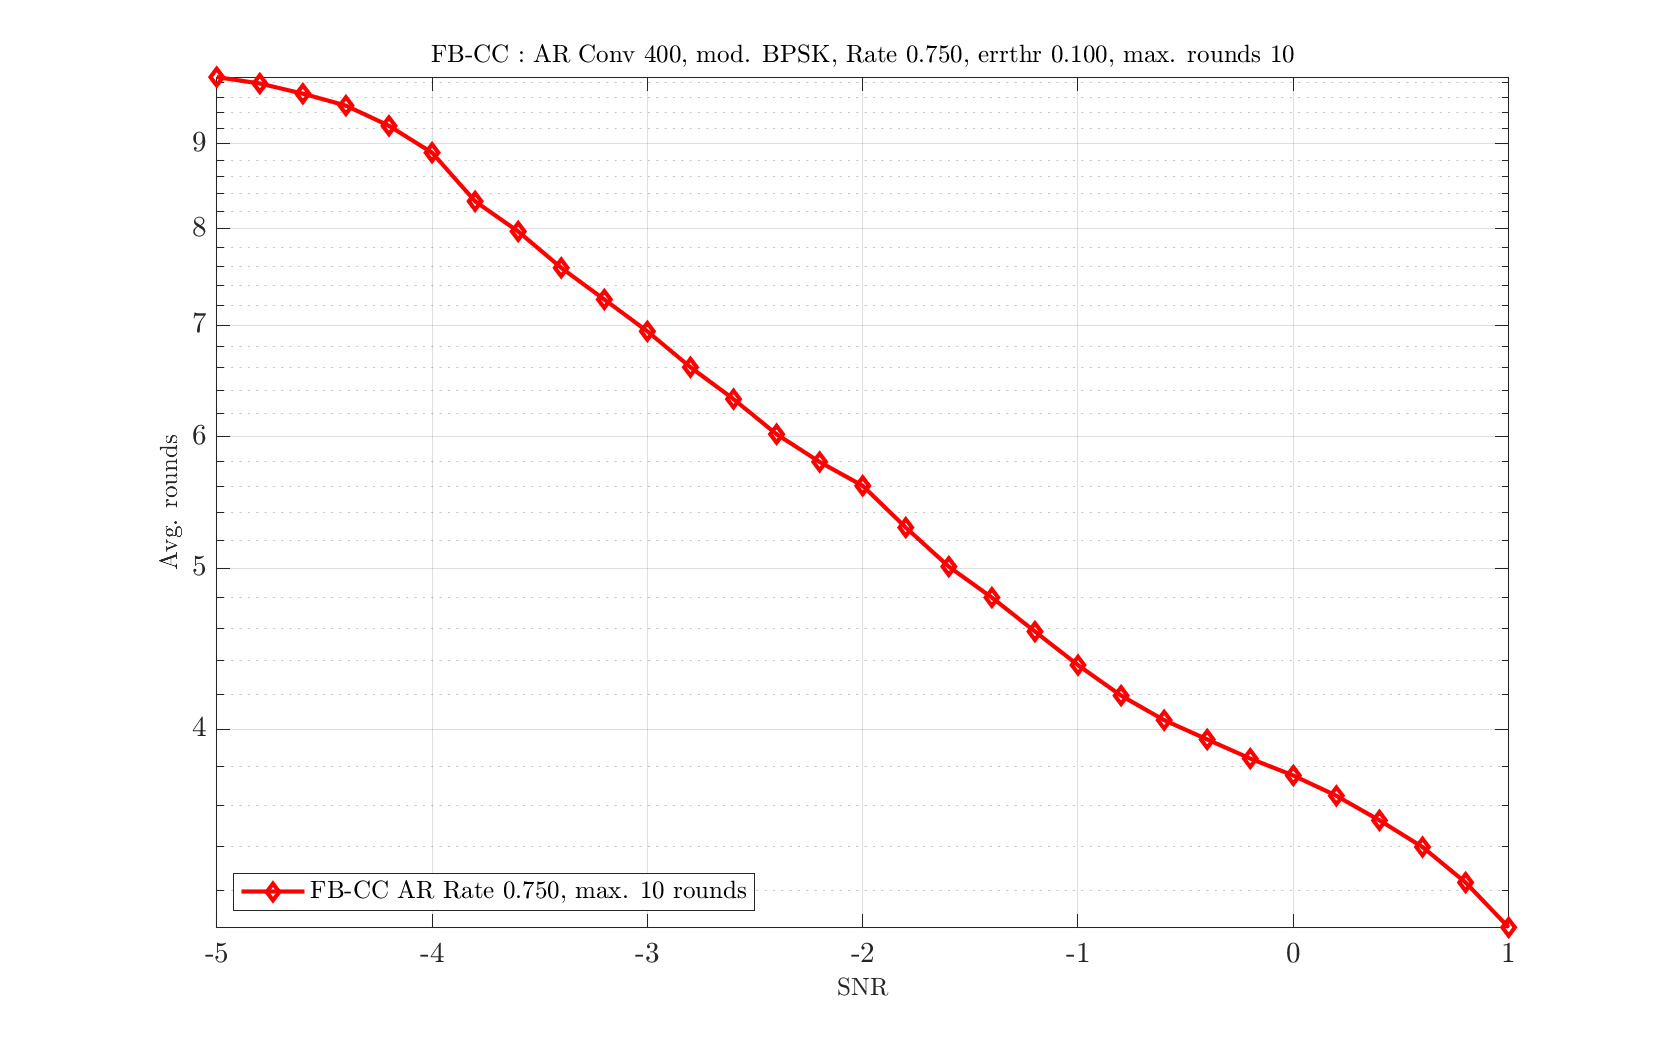 FB-CC : AR Conv 400, mod. BPSK, Rate 0.750, errthr 0.100, max. rounds 10
9
8
7
6
5
4
Avg. rounds
FB-CC AR Rate 0.750, max. 10 rounds
-5 -4 -3 -2 -1 0 1
SNR